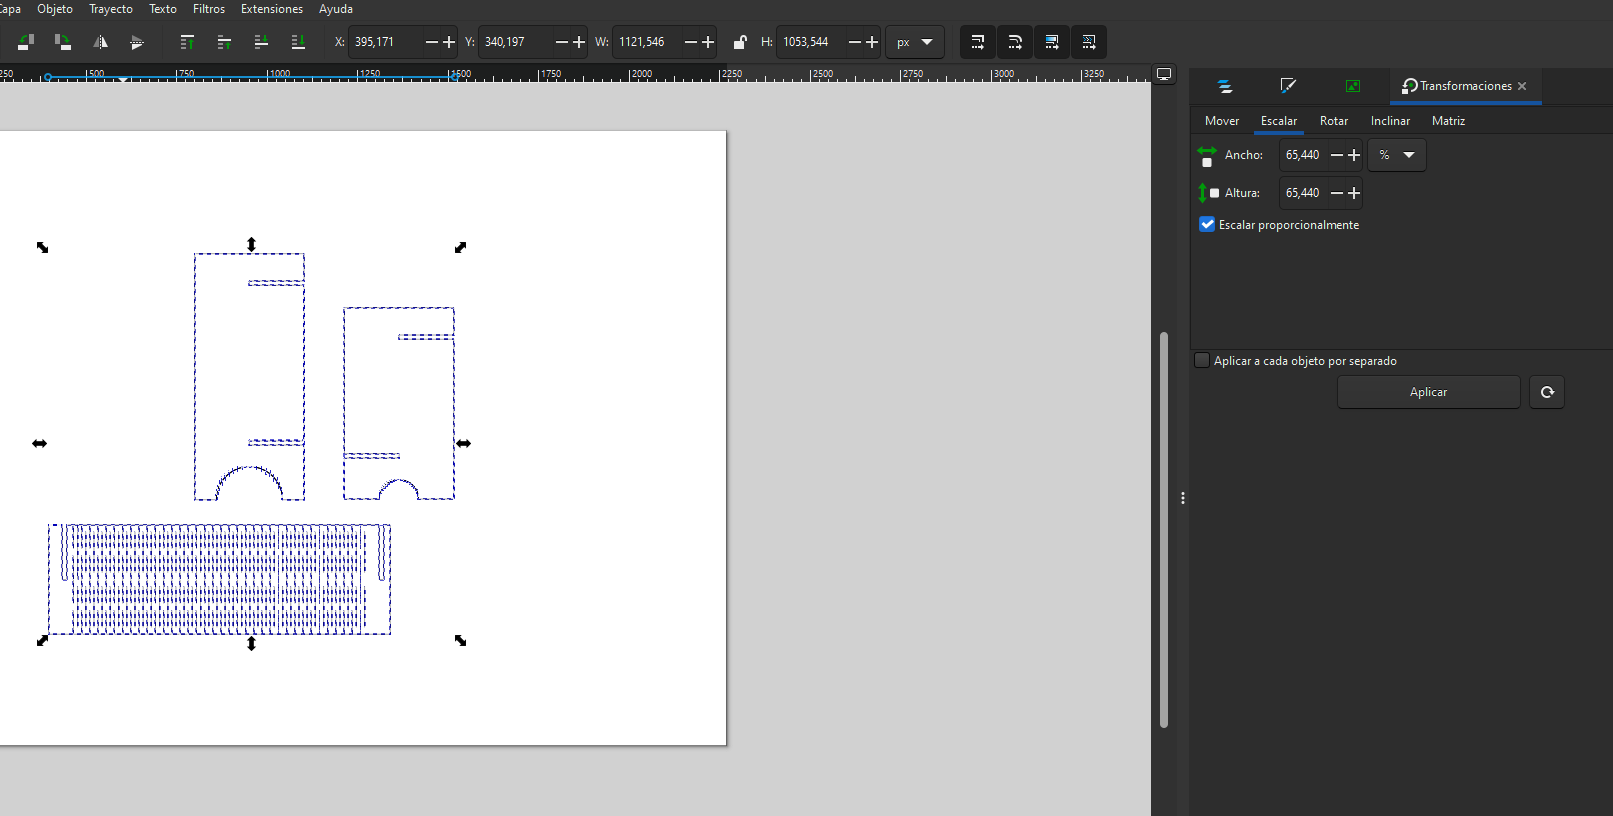 Capa Objeto Trayecto Texto Filtros Extensiones Ayuda
X: 395,171 Y: 340,197 W: 1121,546 H: 1053,544 px
250 500 750 1000 1250 1500 1750 2000 2250 2500 2750 3000 3250
Transformaciones
Mover Escalar Rotar Inclinar Matriz
Ancho: 65,440 %
Altura: 65,440
Escalar proporcionalmente
Aplicar a cada objeto por separado
Aplicar